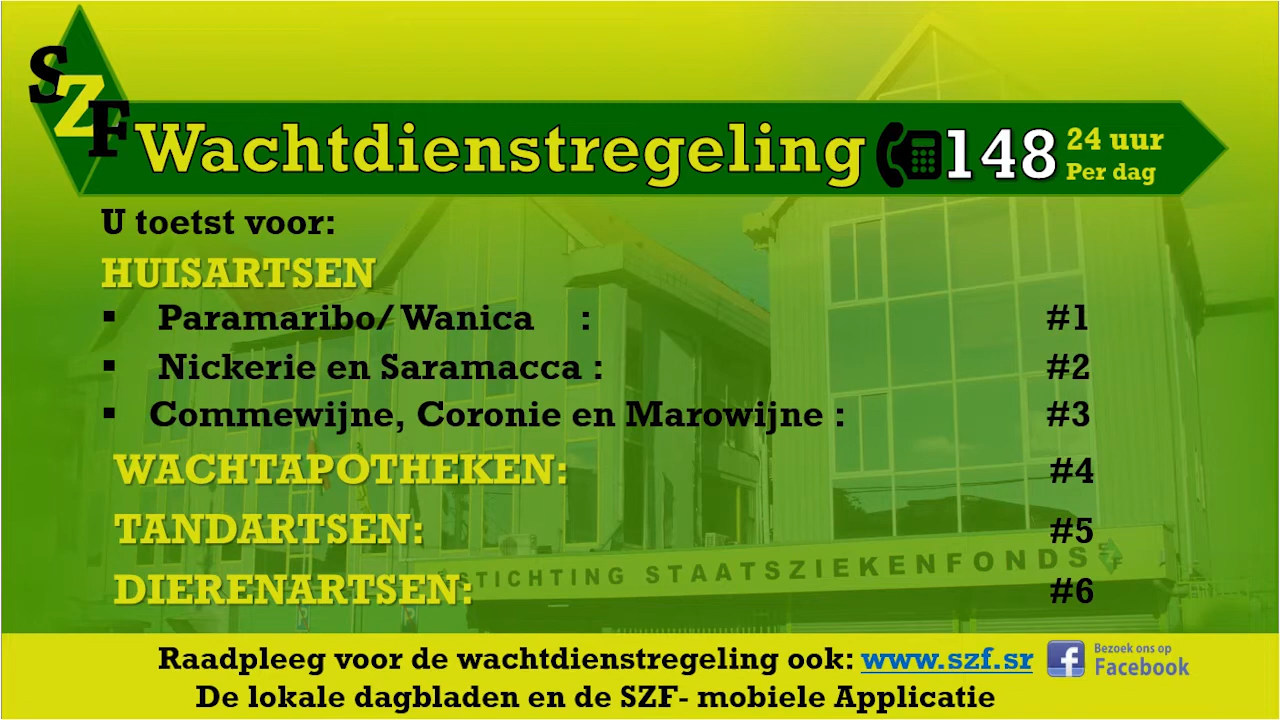 SZF
Wachtdienstregeling 148 24 uur
Per dag
U toetst voor:
HUISARTSEN
▪ Paramaribo/ Wanica : #1
▪ Nickerie en Saramacca : #2
▪ Commewijne, Coronie en Marowijne : #3
WACHTAPOTHEKEN: #4
TANDARTSEN: #5
STICHTING STAATSZIEKENFONDS
DIERENARTSEN: #6
Raadpleeg voor de wachtdienstregeling ook: www.szf.sr
Bezoek ons op
Facebook
De lokale dagbladen en de SZF- mobiele Applicatie